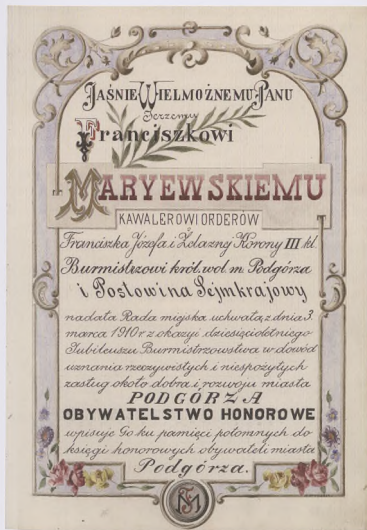 JAŚNIE WIELMOŻNEMU PANU
Jerzemu
Franciszkowi
MARYEWSKIEMU
KAWALEROWI ORDERÓW
Franciszka Józefa i Żelaznej Korony III kl.
Burmistrzowi król. wol. m. Podgórza
i Posłowi na Sejm krajowy
nadała Rada miejska uchwałą z dnia 3.
marca 1910 r z okazyi dziesięcioletniego
Jubileuszu Burmistrzowstwa w dowód
uznania rzeczywistych i niespożytych
zasług około dobra i rozwoju miasta
PODGÓRZA
OBYWATELSTWO HONOROWE
wpisuje Go ku pamięci potomnych do
księgi honorowych obywateli miasta
Podgórza.